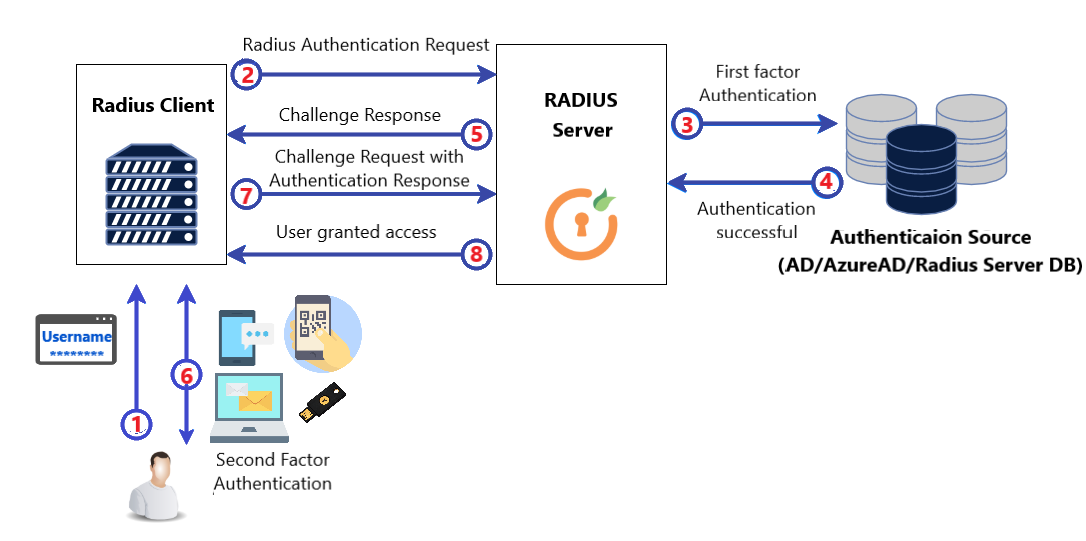 Radius Authentication Request
2
Radius Client
RADIUS
Server
First factor
Authentication
3
Challenge Response
5
Challenge Request with
Authentication Response
7
4
Authentication
successful
User granted access
8
Authenticaion Source
(AD/AzureAD/Radius Server DB)
Username
********
6
1
Second Factor
Authentication